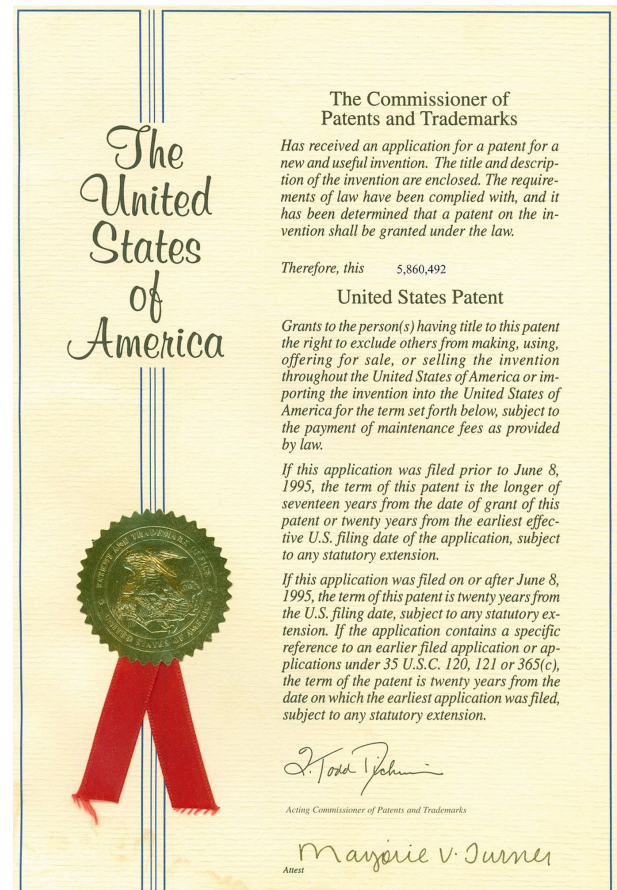 The
United
States
of
America
The Commissioner of
Patents and Trademarks
Has received an application for a patent for a
new and useful invention. The title and descrip-
tion of the invention are enclosed. The require-
ments of law have been complied with, and it
has been determined that a patent on the in-
vention shall be granted under the law.
Therefore, this 5,860,492
United States Patent
Grants to the person(s) having title to this patent
the right to exclude others from making, using,
offering for sale, or selling the invention
throughout the United States of America or im-
porting the invention into the United States of
America for the term set forth below, subject to
the payment of maintenance fees as provided
by law.
If this application was filed prior to June 8,
1995, the term of this patent is the longer of
seventeen years from the date of grant of this
patent or twenty years from the earliest effec-
tive U.S. filing date of the application, subject
to any statutory extension.
If this application was filed on or after June 8,
1995, the term of this patent is twenty years from
the U.S. filing date, subject to any statutory ex-
tension. If the application contains a specific
reference to an earlier filed application or ap-
plications under 35 U.S.C. 120, 121 or 365(c),
the term of the patent is twenty years from the
date on which the earliest application was filed,
subject to any statutory extension.
PATENT AND TRADEMARK OFFICE
UNITED STATES OF AMERICA
Q. Todd Dickinson
Acting Commissioner of Patents and Trademarks
Marjorie V. Turner
Attest